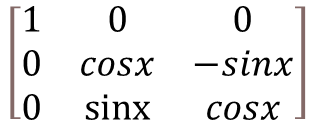 1 0 0
0 cosx −sinx
0 sinx cosx